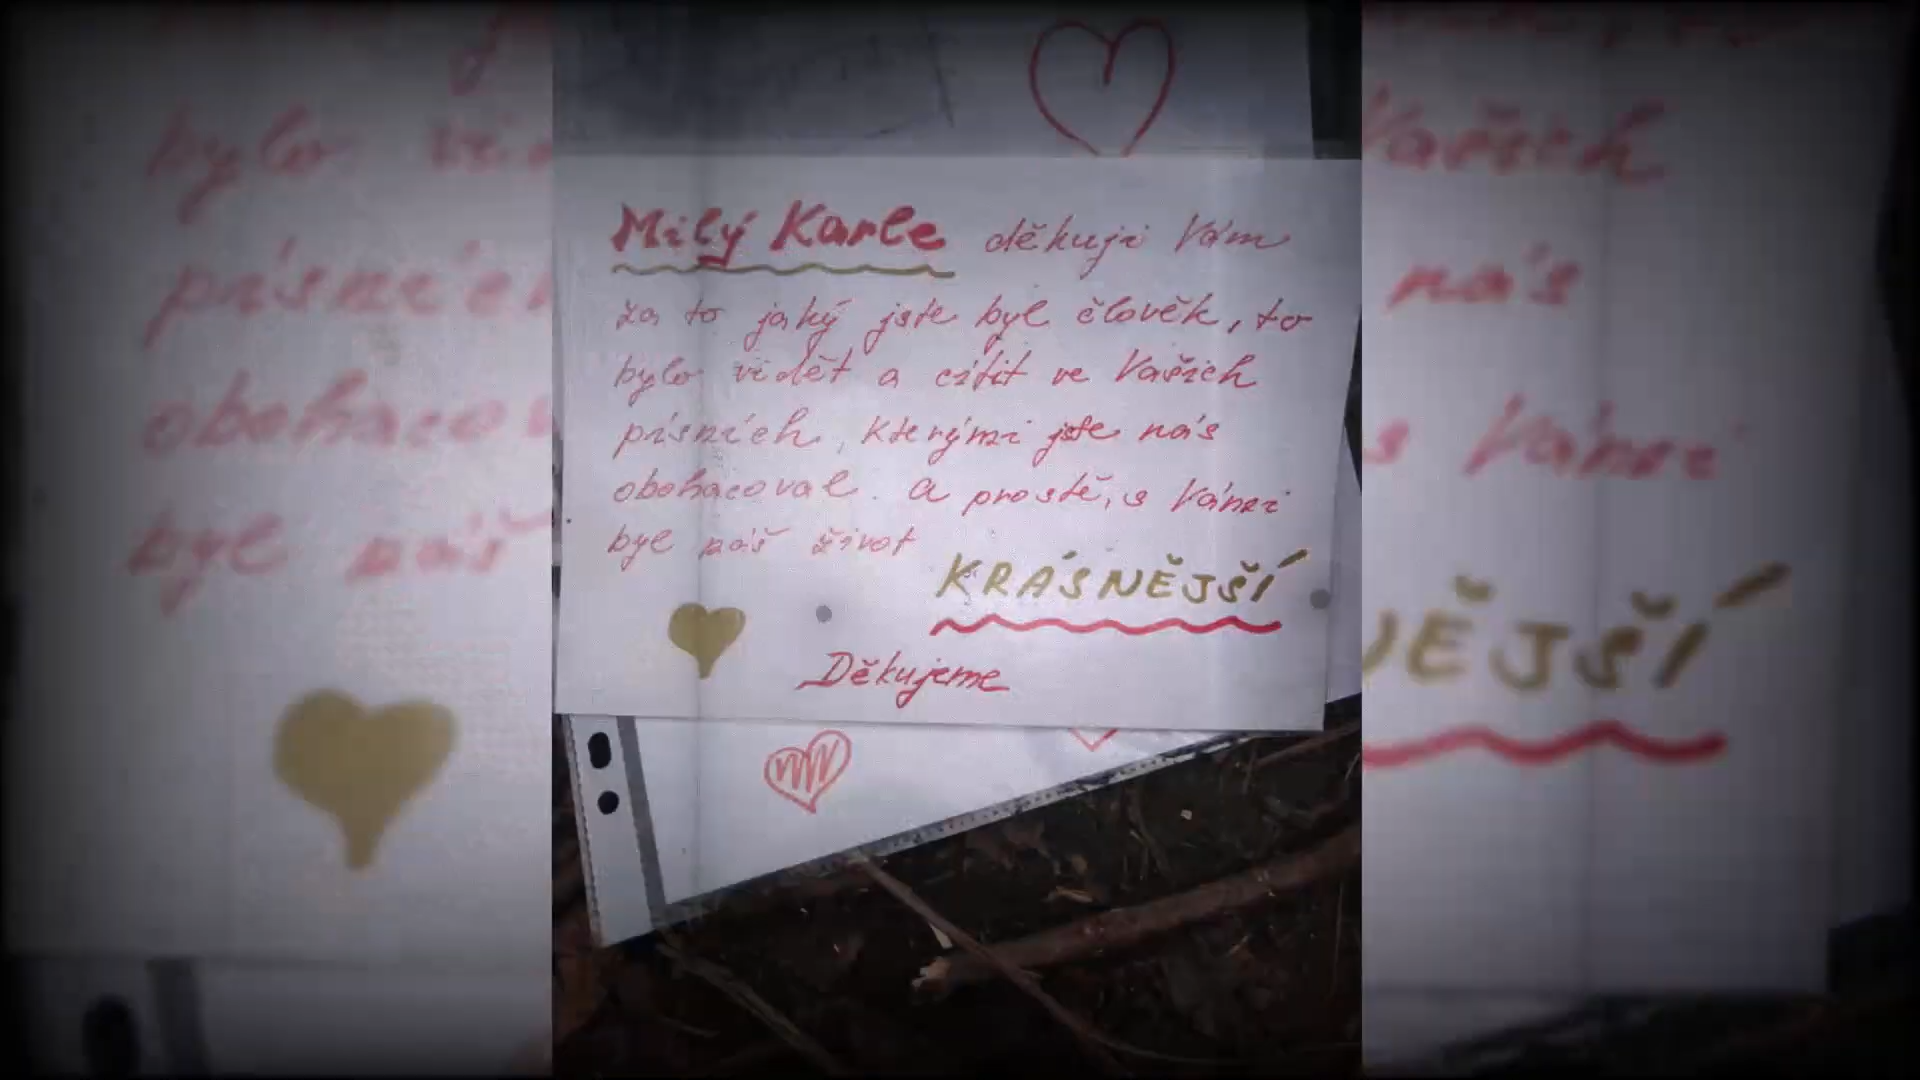 Milý Karle děkuji Vám
za to jaký jste byl člověk, to
bylo vidět a cítit ve Vašich
písních, kterými jste nás
obohacoval. a prostě, s Vámi
byl náš život
KRÁSNĚJŠÍ
Děkujeme